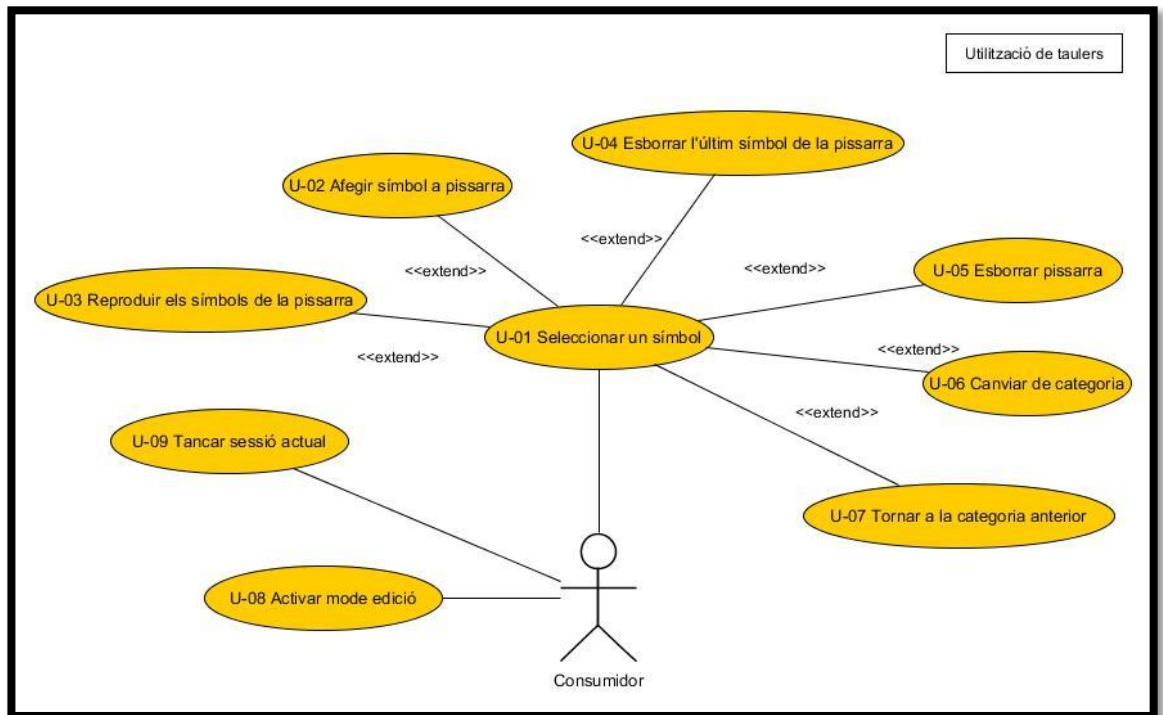 Utilització de taulers
U-04 Esborrar l'últim símbol de la pissarra
U-02 Afegir símbol a pissarra
<<extend>>
<<extend>>
<<extend>>
U-05 Esborrar pissarra
U-03 Reproduir els símbols de la pissarra
U-01 Seleccionar un símbol
<<extend>>
<<extend>>
U-06 Canviar de categoria
<<extend>>
U-09 Tancar sessió actual
U-07 Tornar a la categoria anterior
U-08 Activar mode edició
Consumidor